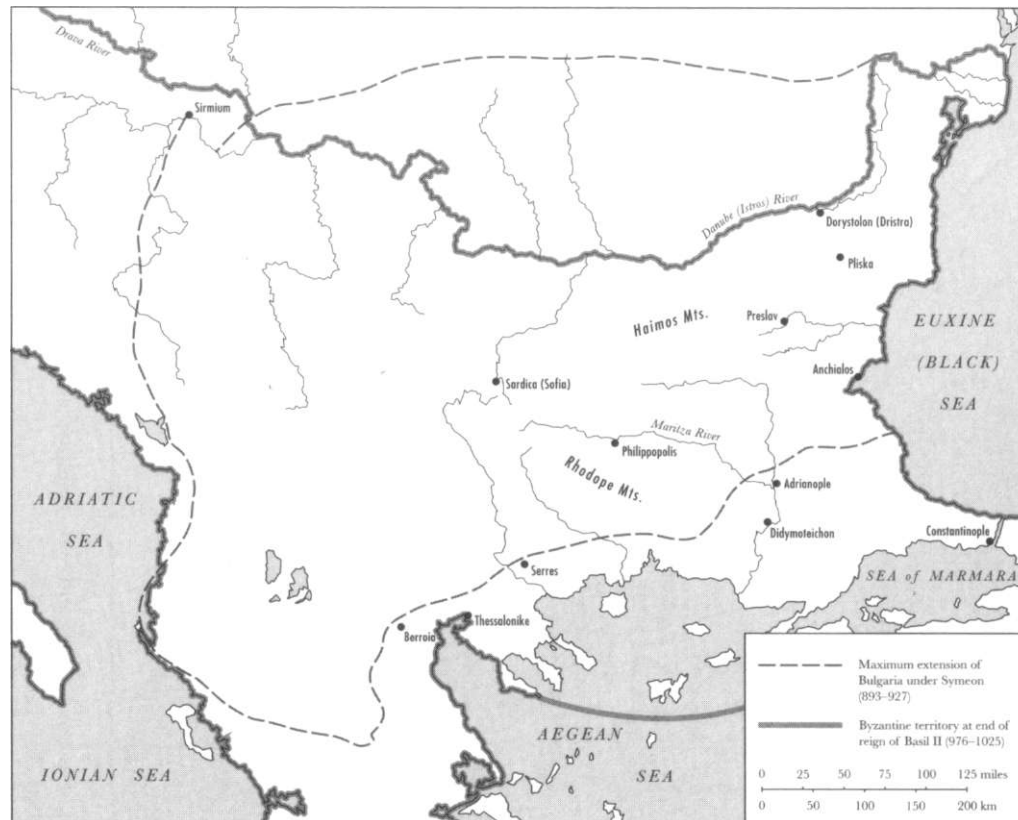 Drava River
Sirmium
Danube (Istros) River
Dorystolon (Dristra)
Pliska
Haimos Mts.
Preslav
EUXINE
(BLACK)
SEA
Anchialos
Sardica (Sofia)
Maritza River
Philippopolis
Rhodope Mts.
Adrianople
ADRIATIC
SEA
Didymoteichon
Constantinople
Serres
SEA of MARMARA
Thessalonike
Berroia
AEGEAN
SEA
IONIAN SEA
Maximum extension of
Bulgaria under Symeon
(893–927)
Byzantine territory at end of
reign of Basil II (976–1025)
0 25 50 75 100 125 miles
0 50 100 150 200 km